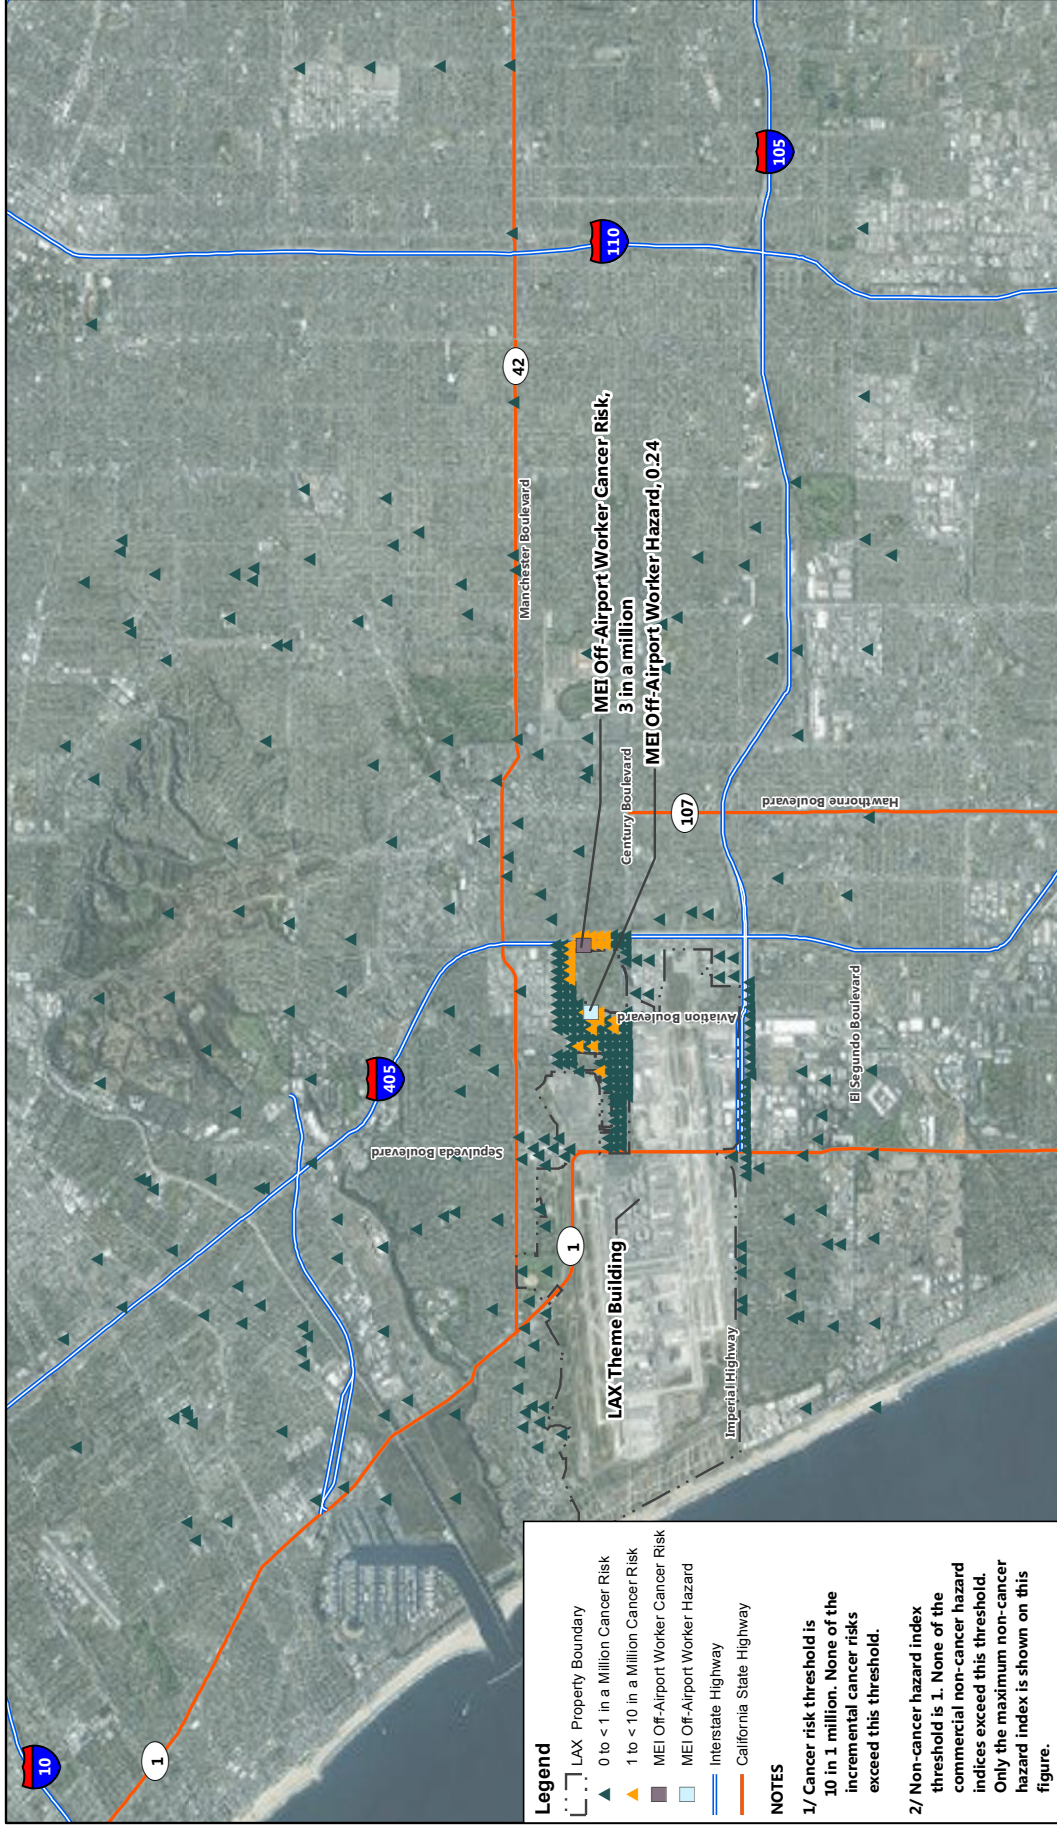 10
1
405
110
105
42
107
1
Manchester Boulevard
MEI Off-Airport Worker Cancer Risk,
3 in a million
MEI Off-Airport Worker Hazard, 0.24
Century Boulevard
Hawthorne Boulevard
Aviation Boulevard
El Segundo Boulevard
Sepulveda Boulevard
LAX Theme Building
Imperial Highway
Legend
LAX Property Boundary
0 to < 1 in a Million Cancer Risk
1 to < 10 in a Million Cancer Risk
MEI Off-Airport Worker Cancer Risk
MEI Off-Airport Worker Hazard
Interstate Highway
California State Highway
NOTES
1/ Cancer risk threshold is
10 in 1 million. None of the
incremental cancer risks
exceed this threshold.
2/ Non-cancer hazard index
threshold is 1. None of the
commercial non-cancer hazard
indices exceed this threshold.
Only the maximum non-cancer
hazard index is shown on this
figure.